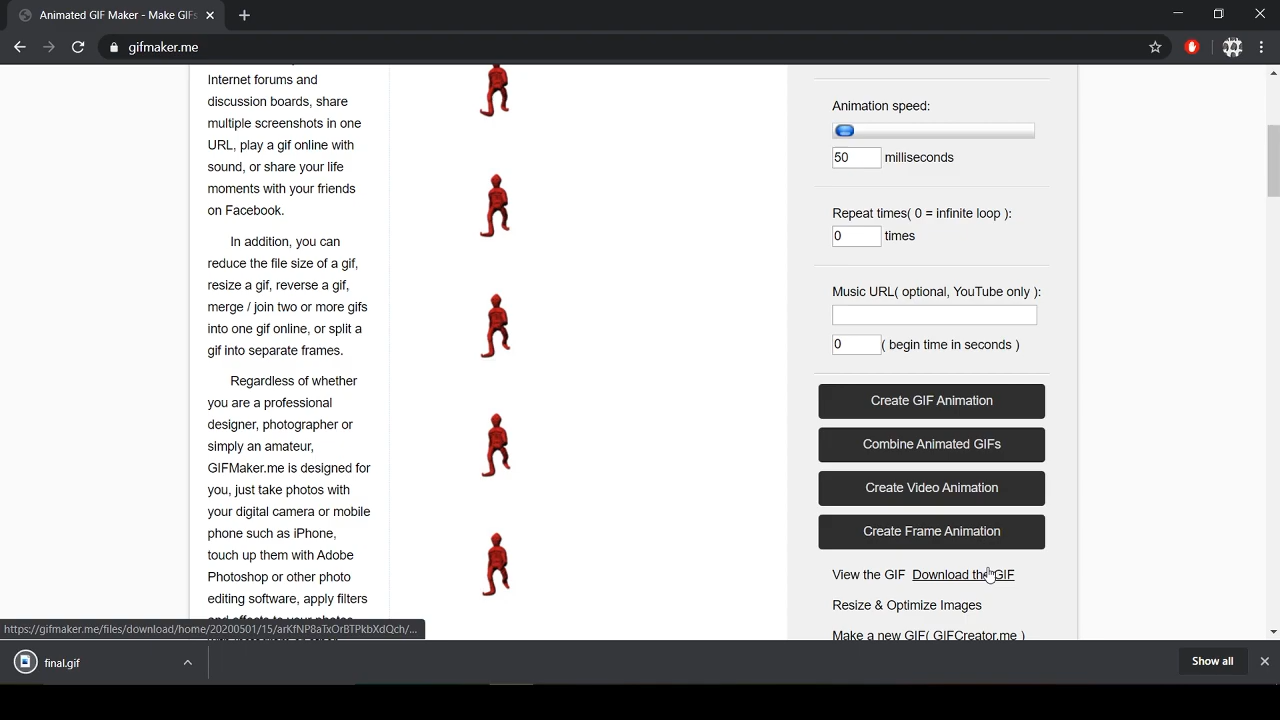 Animated GIF Maker - Make GIFs
gifmaker.me
Internet forums and
discussion boards, share
multiple screenshots in one
URL, play a gif online with
sound, or share your life
moments with your friends
on Facebook.
In addition, you can
reduce the file size of a gif,
resize a gif, reverse a gif,
merge / join two or more gifs
into one gif online, or split a
gif into separate frames.
Regardless of whether
you are a professional
designer, photographer or
simply an amateur,
GIFMaker.me is designed for
you, just take photos with
your digital camera or mobile
phone such as iPhone,
touch up them with Adobe
Photoshop or other photo
editing software, apply filters
Animation speed:
50 milliseconds
Repeat times( 0 = infinite loop ):
0 times
Music URL( optional, YouTube only ):
0 ( begin time in seconds )
Create GIF Animation
Combine Animated GIFs
Create Video Animation
Create Frame Animation
View the GIF Download the GIF
Resize & Optimize Images
Make a new GIF( GIFCreator.me )
https://gifmaker.me/files/download/home/20200501/15/arKfNP8aTxOrBTPkbXdQch/...
final.gif
Show all